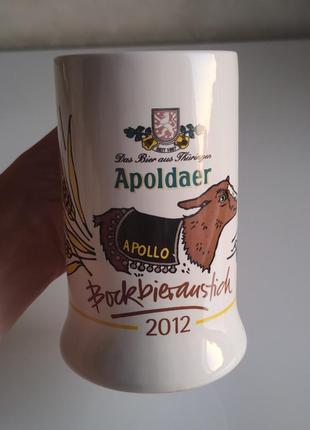 Das Bier aus Thüringen
Apoldaer
APOLLO
Bockbieranstich
2012